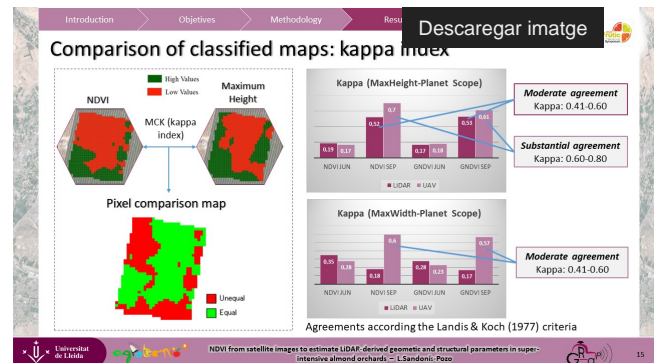 Introduction
Objetives
Methodology
Resu
Descaregar imatge
Comparison of classified maps: kappa index
High Values
Low Values
NDVI
Maximum
Height
MCK (kappa
index)
Pixel comparison map
Unequal
Equal
Kappa (MaxHeight-Planet Scope)
0,19
0,17
0,52
0,7
0,17
0,18
0,53
0,61
NDVI JUN
NDVI SEP
GNDVI JUN
GNDVI SEP
LiDAR
UAV
Moderate agreement
Kappa: 0.41-0.60
Substantial agreement
Kappa: 0.60-0.80
Kappa (MaxWidth-Planet Scope)
0,35
0,28
0,18
0,6
0,28
0,23
0,17
0,57
NDVI JUN
NDVI SEP
GNDVI JUN
GNDVI SEP
LiDAR
UAV
Moderate agreement
Kappa: 0.41-0.60
Agreements according the Landis & Koch (1977) criteria
Universitat
de Lleida
NDVI from satellite images to estimate LiDAR-derived geometric and structural parameters in super-
intensive almond orchards – L.Sandonis-Pozo
15